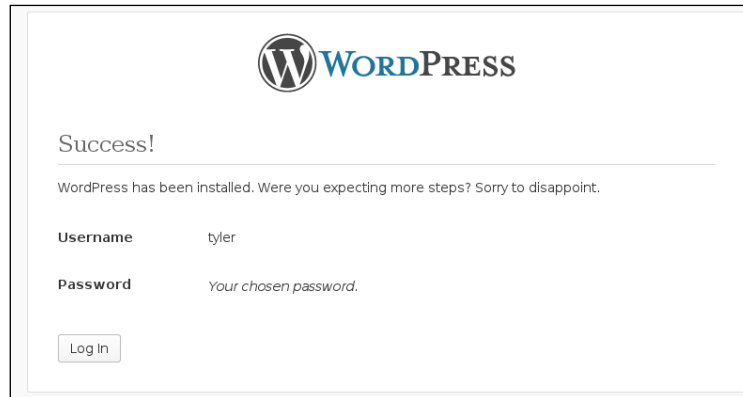 WORDPRESS
Success!
WordPress has been installed. Were you expecting more steps? Sorry to disappoint.
Username tyler
Password Your chosen password.
Log In